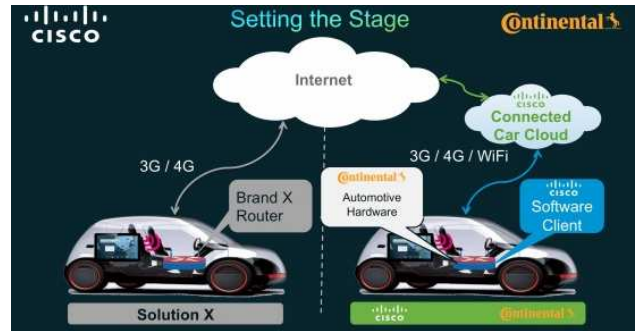 CISCO
Setting the Stage
Continental
Internet
CISCO
Connected
Car Cloud
3G / 4G
3G / 4G / WiFi
Brand X
Router
Continental
Automotive
Hardware
CISCO
Software
Client
Solution X
CISCO
Continental